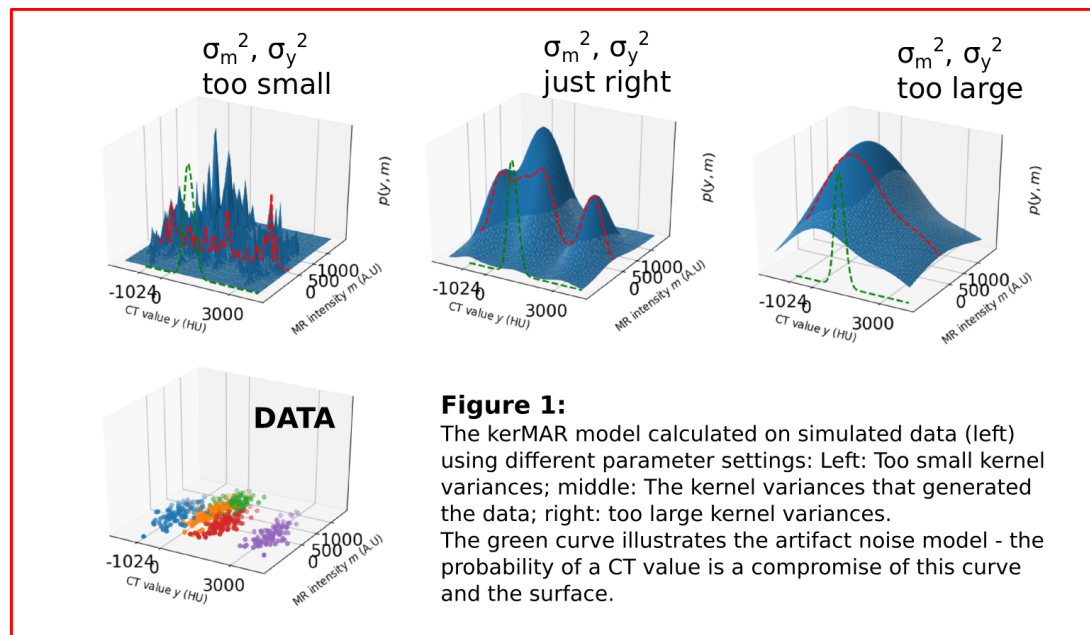 σm², σy²
too small
σm², σy²
just right
σm², σy²
too large
p(y, m)
-1024
0
3000
CT value y (HU)
0
500
1000
MR intensity m (A.U)
p(y, m)
-1024
0
3000
CT value y (HU)
0
500
1000
MR intensity m (A.U)
p(y, m)
-1024
0
3000
CT value y (HU)
0
500
1000
MR intensity m (A.U)
DATA
-1024
0
3000
CT value y (HU)
0
500
1000
MR intensity m (A.U)
Figure 1:
The kerMAR model calculated on simulated data (left)
using different parameter settings: Left: Too small kernel
variances; middle: The kernel variances that generated
the data; right: too large kernel variances.
The green curve illustrates the artifact noise model - the
probability of a CT value is a compromise of this curve
and the surface.